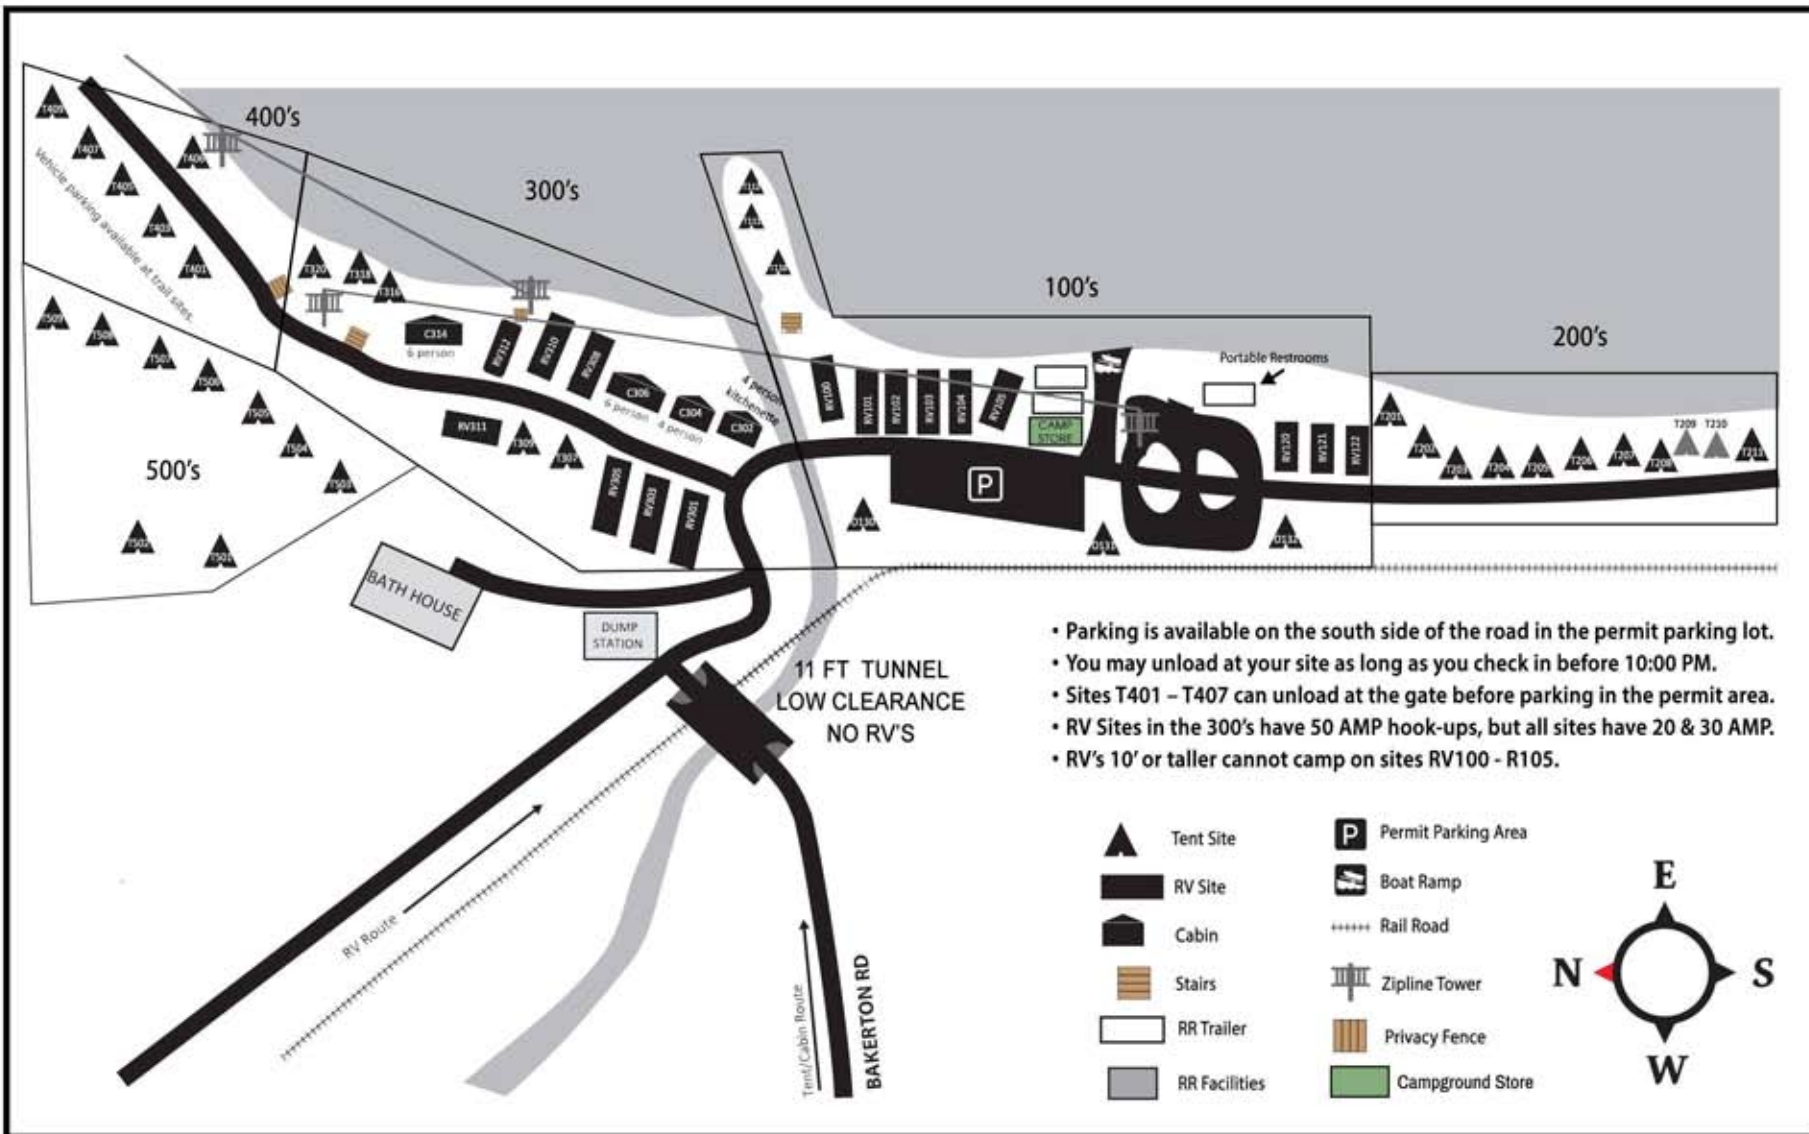 400's
300's
100's
200's
500's
T409
T407
T406
T405
T403
T401
Vehicle parking available at trail sites.
T320
T318
T316
C314
6 person
RV312
RV310
RV308
C306
6 person
C304
4 person
C302
4 person
kitchenette
RV311
T309
T307
RV305
RV303
RV301
T509
T507
T505
T504
T503
T502
T501
RV100
RV101
RV102
RV103
RV104
RV105
CAMP
STORE
Portable Restrooms
P
D130
D131
D132
RV120
RV121
RV122
T201
T202
T203
T204
T205
T206
T207
T208
T209
T210
T211
BATH HOUSE
DUMP
STATION
11 FT TUNNEL
LOW CLEARANCE
NO RV'S
RV Route
Tent/Cabin Route
BAKERTON RD
• Parking is available on the south side of the road in the permit parking lot.
• You may unload at your site as long as you check in before 10:00 PM.
• Sites T401 – T407 can unload at the gate before parking in the permit area.
• RV Sites in the 300's have 50 AMP hook-ups, but all sites have 20 & 30 AMP.
• RV's 10' or taller cannot camp on sites RV100 - R105.
Tent Site
RV Site
Cabin
Stairs
RR Trailer
RR Facilities
P
Permit Parking Area
Boat Ramp
Rail Road
Zipline Tower
Privacy Fence
Campground Store
E
N
S
W